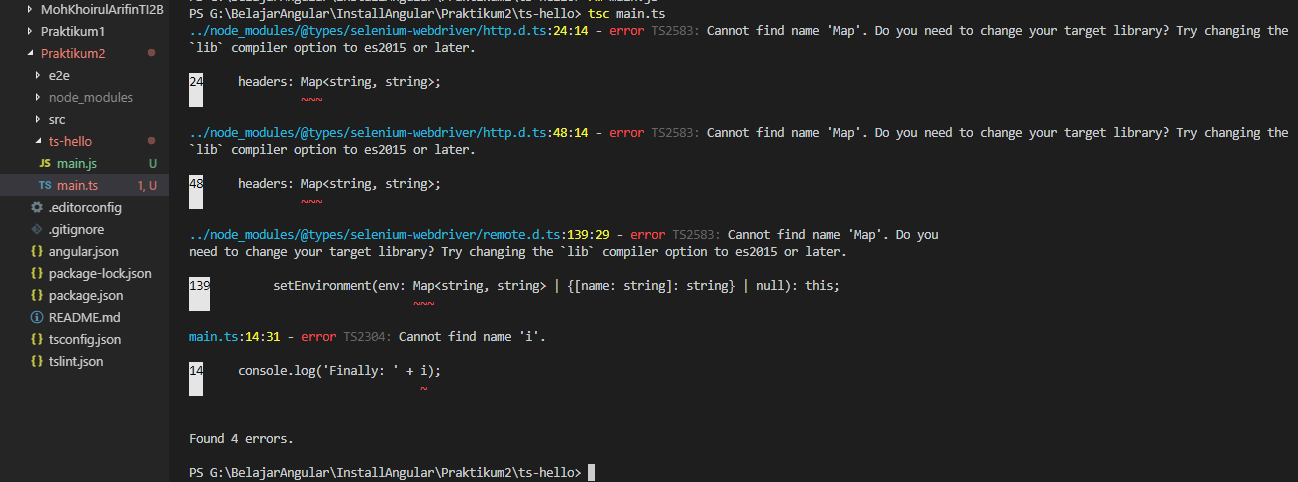 MohKhoirulArifinTI2B
Praktikum1
Praktikum2
e2e
node_modules
src
ts-hello
JS main.js U
TS main.ts 1, U
.editorconfig
.gitignore
{} angular.json
{} package-lock.json
{} package.json
README.md
{} tsconfig.json
{} tslint.json
PS G:\BelajarAngular\InstallAngular\Praktikum2\ts-hello> tsc main.ts
../node_modules/@types/selenium-webdriver/http.d.ts:24:14 - error TS2583: Cannot find name 'Map'. Do you need to change your target library? Try changing the
`lib` compiler option to es2015 or later.
24 headers: Map<string, string>;
~~~
../node_modules/@types/selenium-webdriver/http.d.ts:48:14 - error TS2583: Cannot find name 'Map'. Do you need to change your target library? Try changing the
`lib` compiler option to es2015 or later.
48 headers: Map<string, string>;
~~~
../node_modules/@types/selenium-webdriver/remote.d.ts:139:29 - error TS2583: Cannot find name 'Map'. Do you
need to change your target library? Try changing the `lib` compiler option to es2015 or later.
139 setEnvironment(env: Map<string, string> | {[name: string]: string} | null): this;
~~~
main.ts:14:31 - error TS2304: Cannot find name 'i'.
14 console.log('Finally: ' + i);
~
Found 4 errors.
PS G:\BelajarAngular\InstallAngular\Praktikum2\ts-hello>